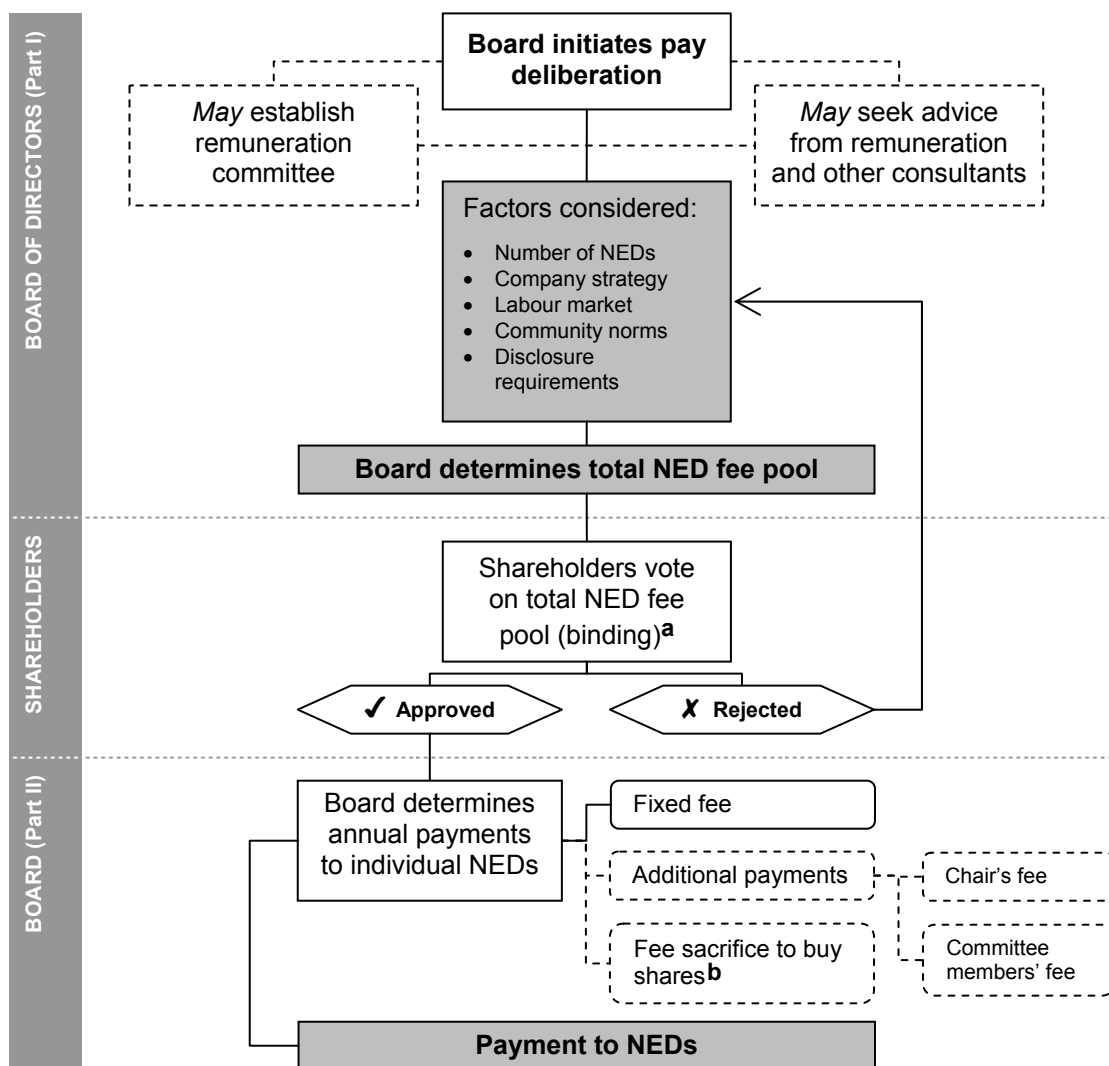 BOARD OF DIRECTORS (Part I)
Board initiates pay
deliberation
May establish
remuneration
committee
May seek advice
from remuneration
and other consultants
Factors considered:
• Number of NEDs
• Company strategy
• Labour market
• Community norms
• Disclosure
requirements
Board determines total NED fee pool
SHAREHOLDERS
Shareholders vote
on total NED fee
pool (binding)a
✓ Approved
✗ Rejected
BOARD (Part II)
Board determines
annual payments
to individual NEDs
Fixed fee
Additional payments
Chair's fee
Fee sacrifice to buy
sharesb
Committee
members' fee
Payment to NEDs